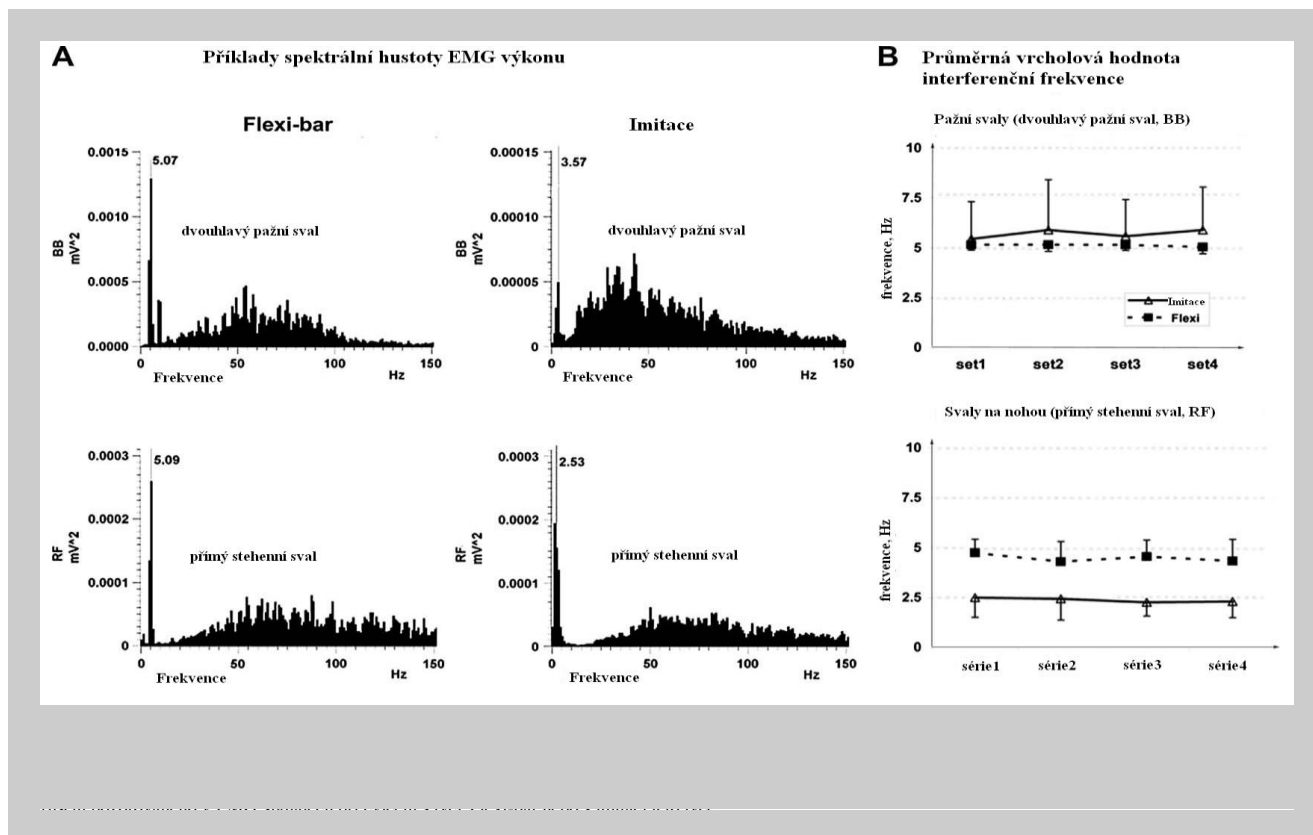 A
Příklady spektrální hustoty EMG výkonu
Flexi-bar
0.0015
0.0010
0.0005
0.0000
BB
mV^2
5.07
dvouhlavý pažní sval
0
50
100
150
Frekvence
Hz
Imitace
0.00015
0.00010
0.00005
0
BB
mV^2
3.57
dvouhlavý pažní sval
0
50
100
150
Frekvence
Hz
0.0003
0.0002
0.0001
0
RF
mV^2
5.09
přímý stehenní sval
0
50
100
150
Frekvence
Hz
0.0003
0.0002
0.0001
0
RF
mV^2
2.53
přímý stehenní sval
0
50
100
150
Frekvence
Hz
B
Průměrná vrcholová hodnota
interferenční frekvence
Pažní svaly (dvouhlavý pažní sval, BB)
10
7.5
5
2.5
0
frekvence, Hz
Imitace
Flexi
set1 set2 set3 set4
Svaly na nohou (přímý stehenní sval, RF)
10
7.5
5
2.5
0
frekvence, Hz
série1 série2 série3 série4